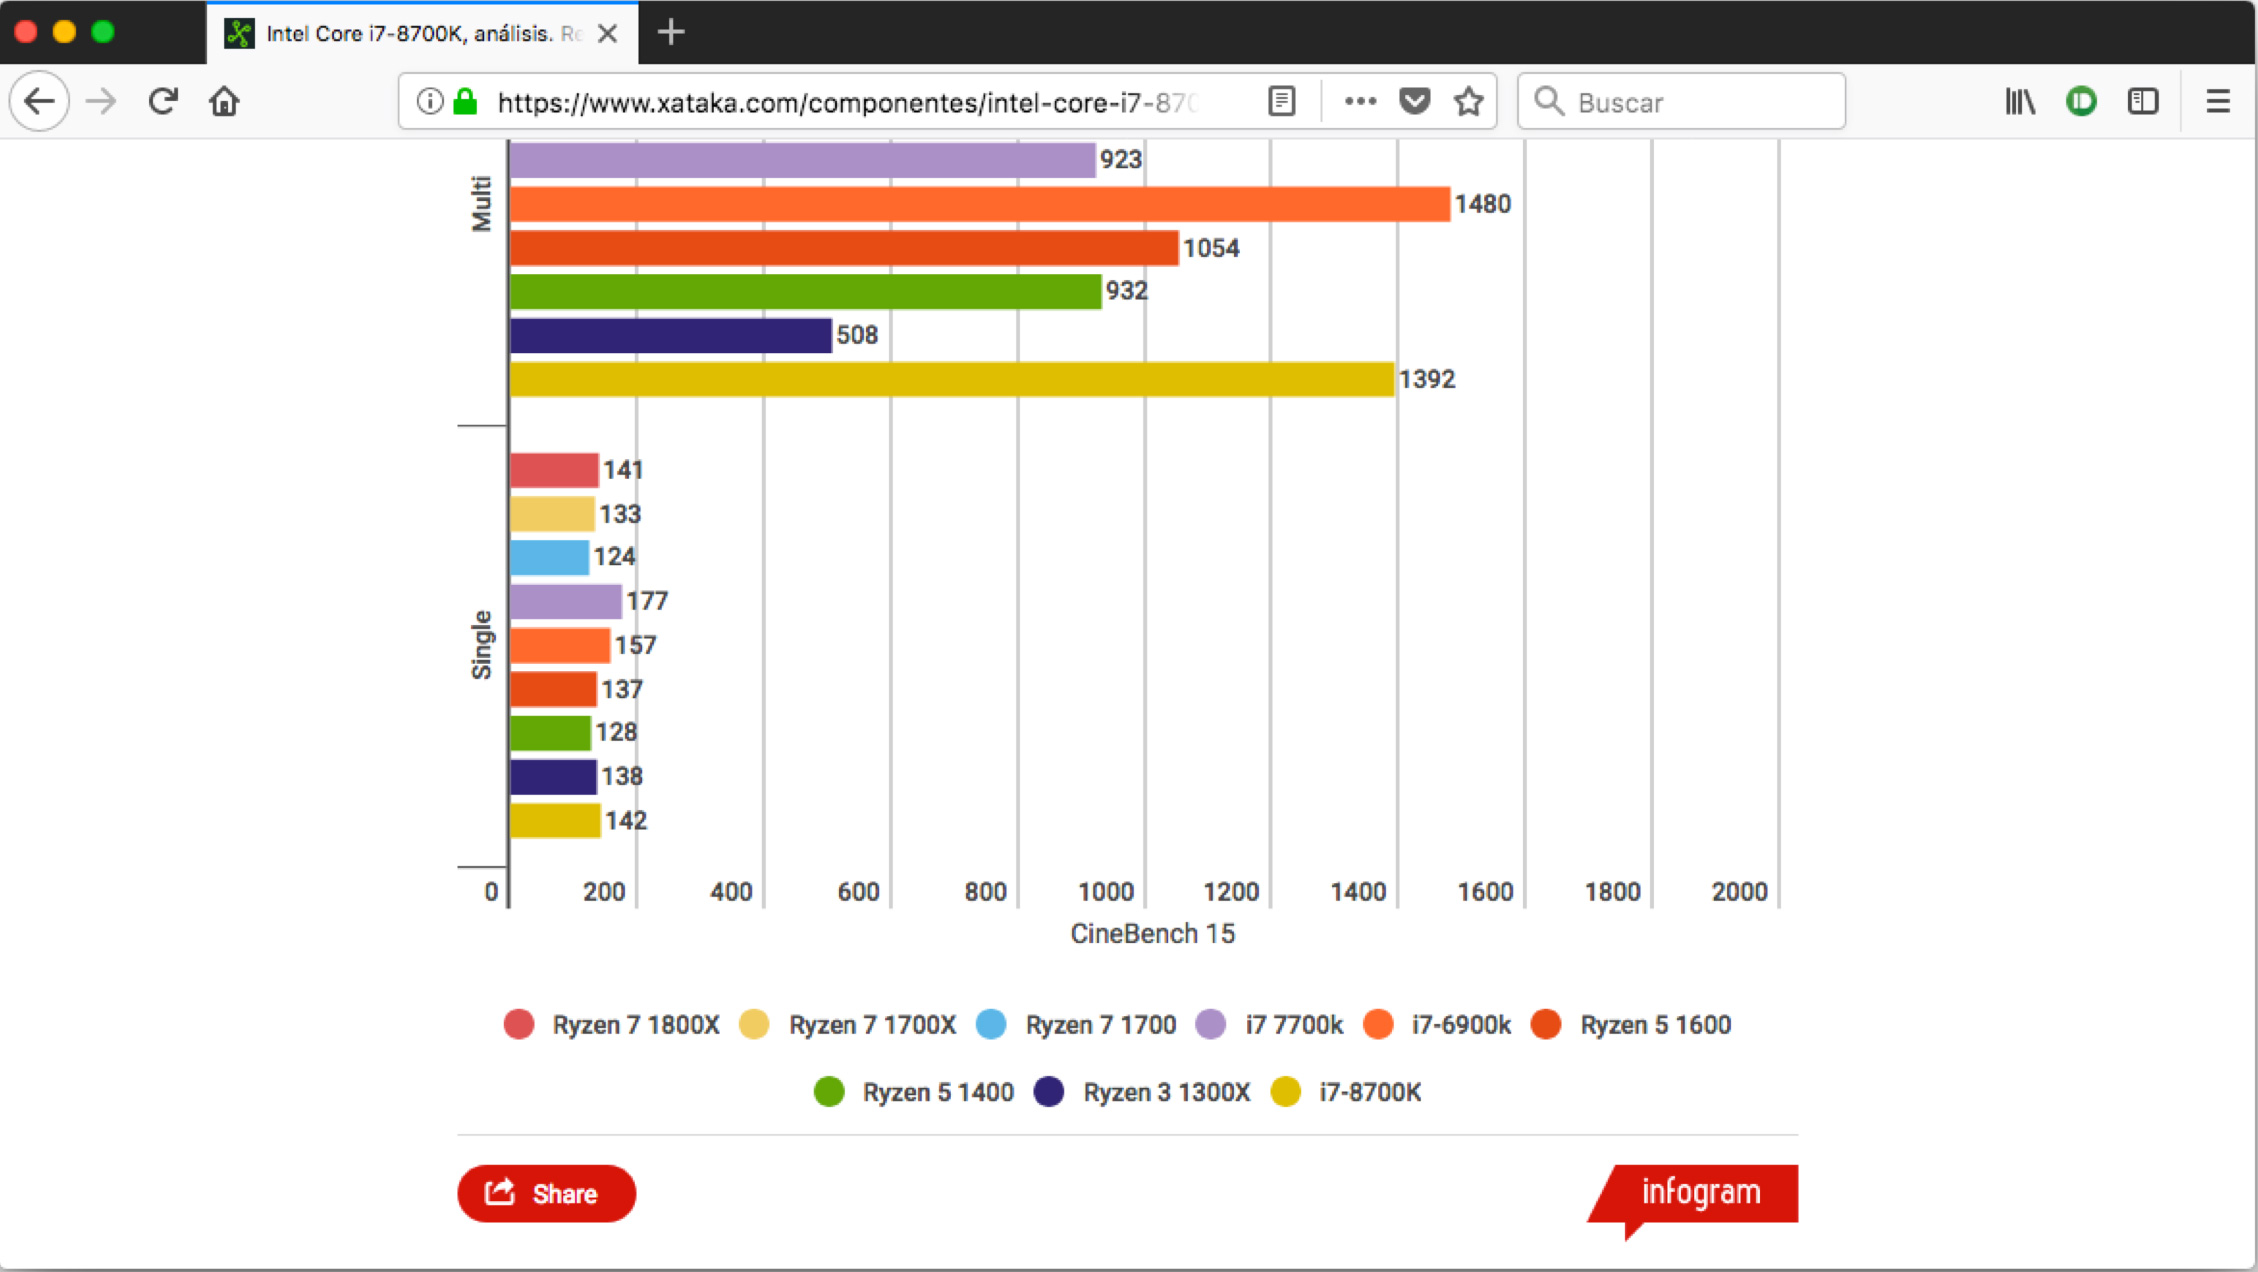 Intel Core i7-8700K, análisis. Re
https://www.xataka.com/componentes/intel-core-i7-870
Buscar
Multi
923
1480
1054
932
508
1392
Single
141
133
124
177
157
137
128
138
142
0 200 400 600 800 1000 1200 1400 1600 1800 2000
CineBench 15
Ryzen 7 1800X Ryzen 7 1700X Ryzen 7 1700 i7 7700k i7-6900k Ryzen 5 1600
Ryzen 5 1400 Ryzen 3 1300X i7-8700K
Share
infogram